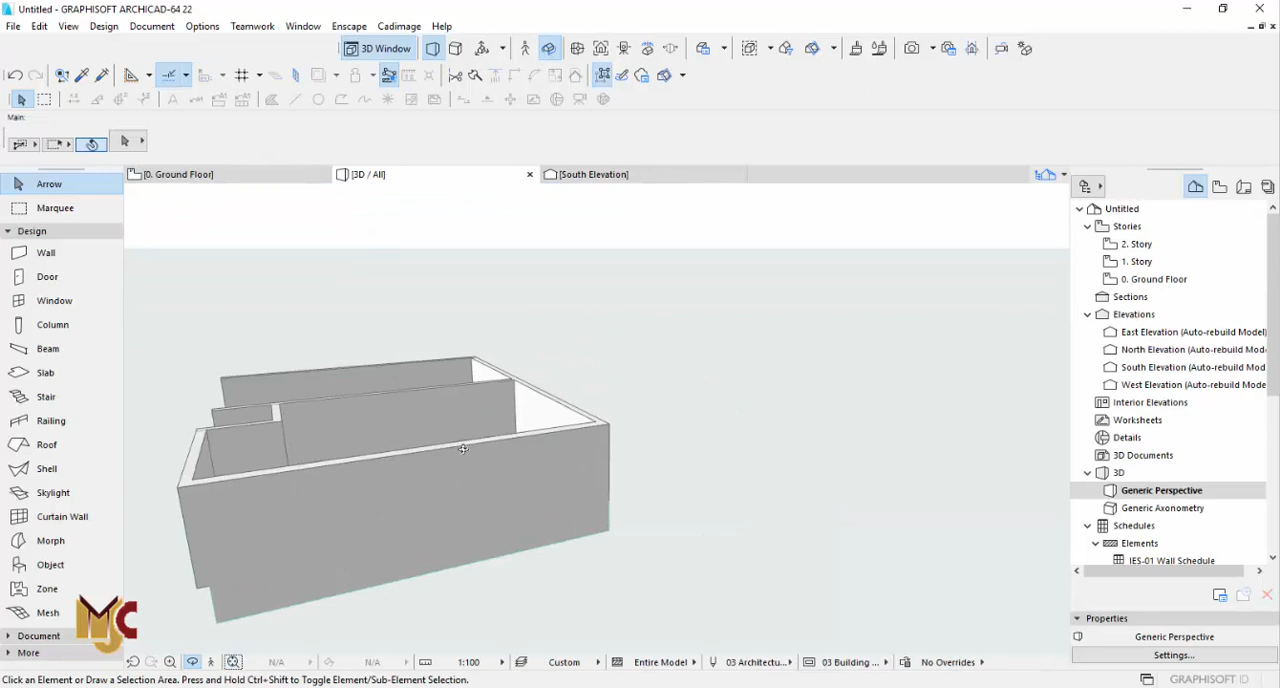 Untitled - GRAPHISOFT ARCHICAD-64 22
File Edit View Design Document Options Teamwork Window Enscape Cadimage Help
3D Window
Main:
[0. Ground Floor]
[3D / All]
[South Elevation]
Arrow
Marquee
Design
Wall
Door
Window
Column
Beam
Slab
Stair
Railing
Roof
Shell
Skylight
Curtain Wall
Morph
Object
Zone
Mesh
Document
More
MJC
Untitled
Stories
2. Story
1. Story
0. Ground Floor
Sections
Elevations
East Elevation (Auto-rebuild Model)
North Elevation (Auto-rebuild Mode
South Elevation (Auto-rebuild Mode
West Elevation (Auto-rebuild Mode
Interior Elevations
Worksheets
Details
3D Documents
3D
Generic Perspective
Generic Axonometry
Schedules
Elements
IES-01 Wall Schedule
Properties
Generic Perspective
Settings...
N/A N/A 1:100 Custom Entire Model 03 Architectu... 03 Building ... No Overrides
Click an Element or Draw a Selection Area. Press and Hold Ctrl+Shift to Toggle Element/Sub-Element Selection.
GRAPHISOFT ID